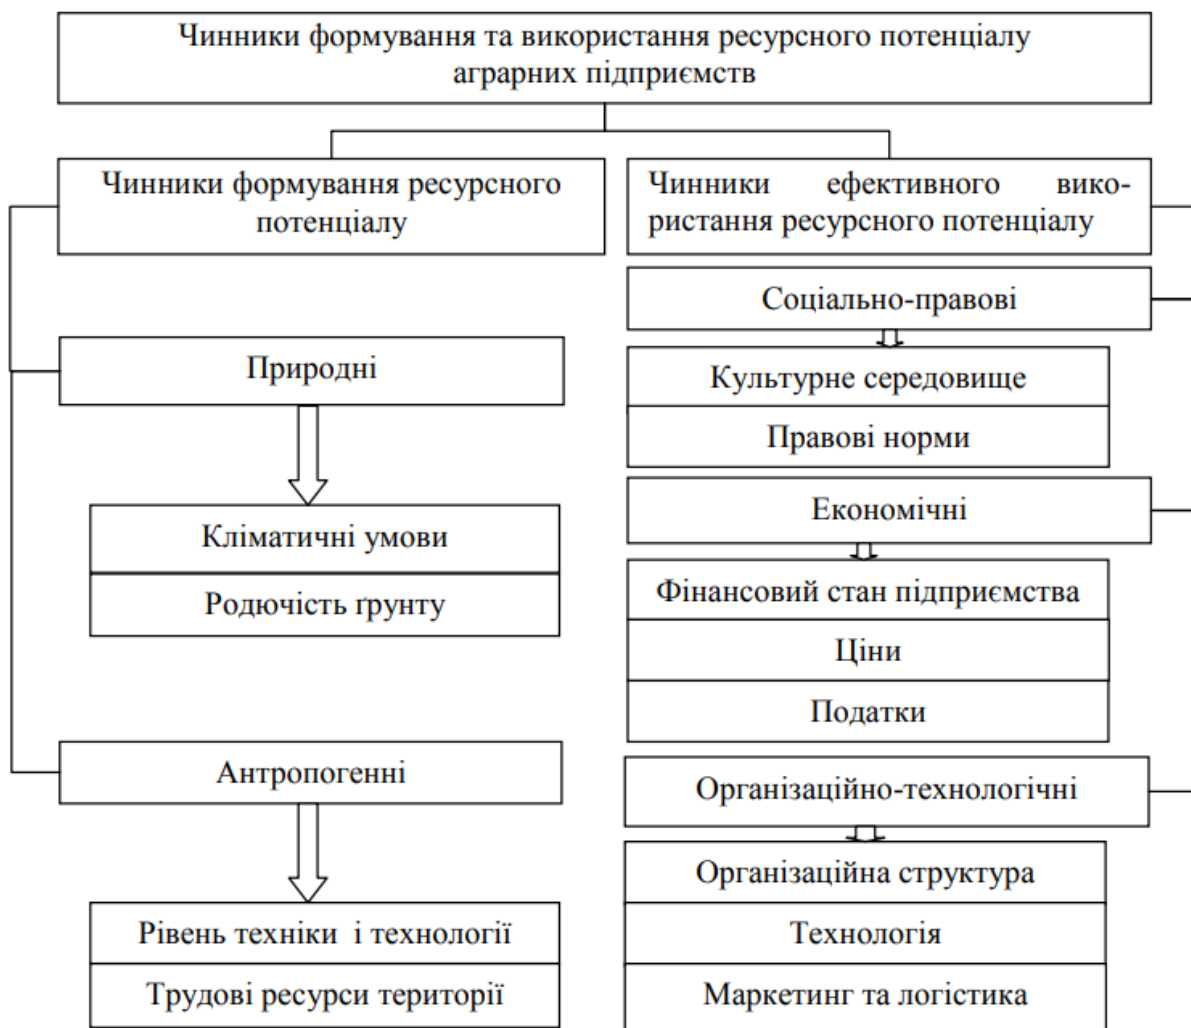 Чинники формування та використання ресурсного потенціалу
аграрних підприємств
Чинники формування ресурсного
потенціалу
Природні
Кліматичні умови
Родючість ґрунту
Антропогенні
Рівень техніки і технології
Трудові ресурси території
Чинники ефективного вико-
ристання ресурсного потенціалу
Соціально-правові
Культурне середовище
Правові норми
Економічні
Фінансовий стан підприємства
Ціни
Податки
Організаційно-технологічні
Організаційна структура
Технологія
Маркетинг та логістика